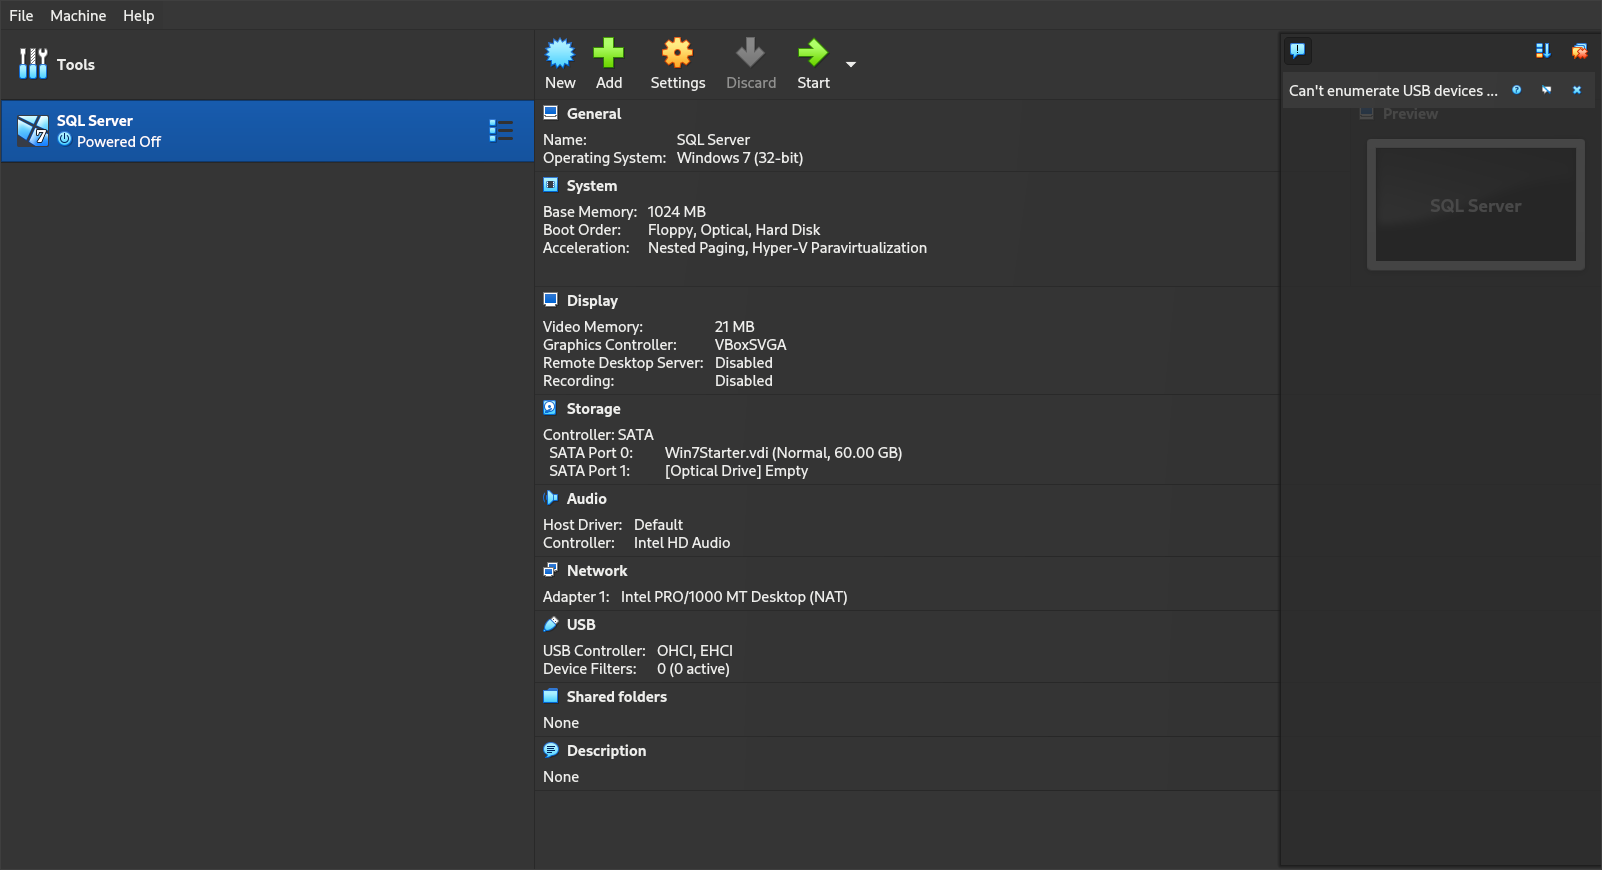 File Machine Help
Tools
SQL Server
Powered Off
New Add Settings Discard Start
General
Name: SQL Server
Operating System: Windows 7 (32-bit)
System
Base Memory: 1024 MB
Boot Order: Floppy, Optical, Hard Disk
Acceleration: Nested Paging, Hyper-V Paravirtualization
Display
Video Memory: 21 MB
Graphics Controller: VBoxSVGA
Remote Desktop Server: Disabled
Recording: Disabled
Storage
Controller: SATA
SATA Port 0: Win7Starter.vdi (Normal, 60.00 GB)
SATA Port 1: [Optical Drive] Empty
Audio
Host Driver: Default
Controller: Intel HD Audio
Network
Adapter 1: Intel PRO/1000 MT Desktop (NAT)
USB
USB Controller: OHCI, EHCI
Device Filters: 0 (0 active)
Shared folders
None
Description
None
Can't enumerate USB devices ...
Preview
SQL Server